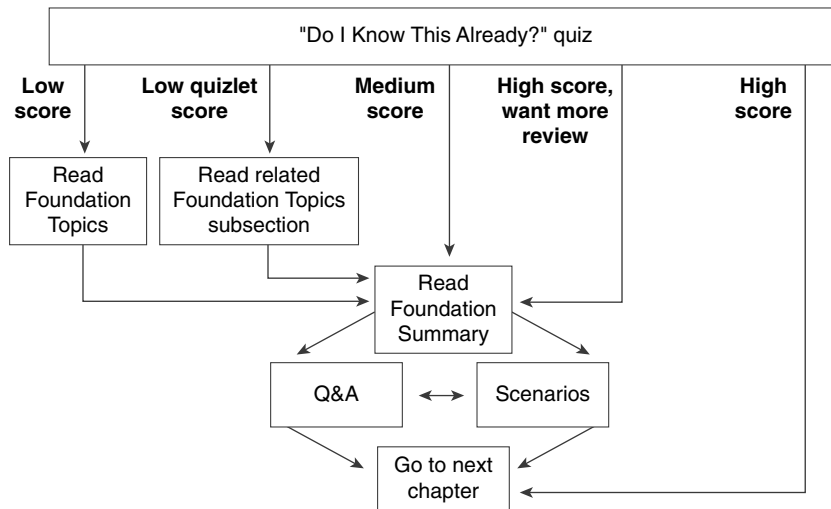 "Do I Know This Already?" quiz
Low
score
Low quizlet
score
Medium
score
High score,
want more
review
High
score
Read
Foundation
Topics
Read related
Foundation Topics
subsection
Read
Foundation
Summary
Q&A
Scenarios
Go to next
chapter